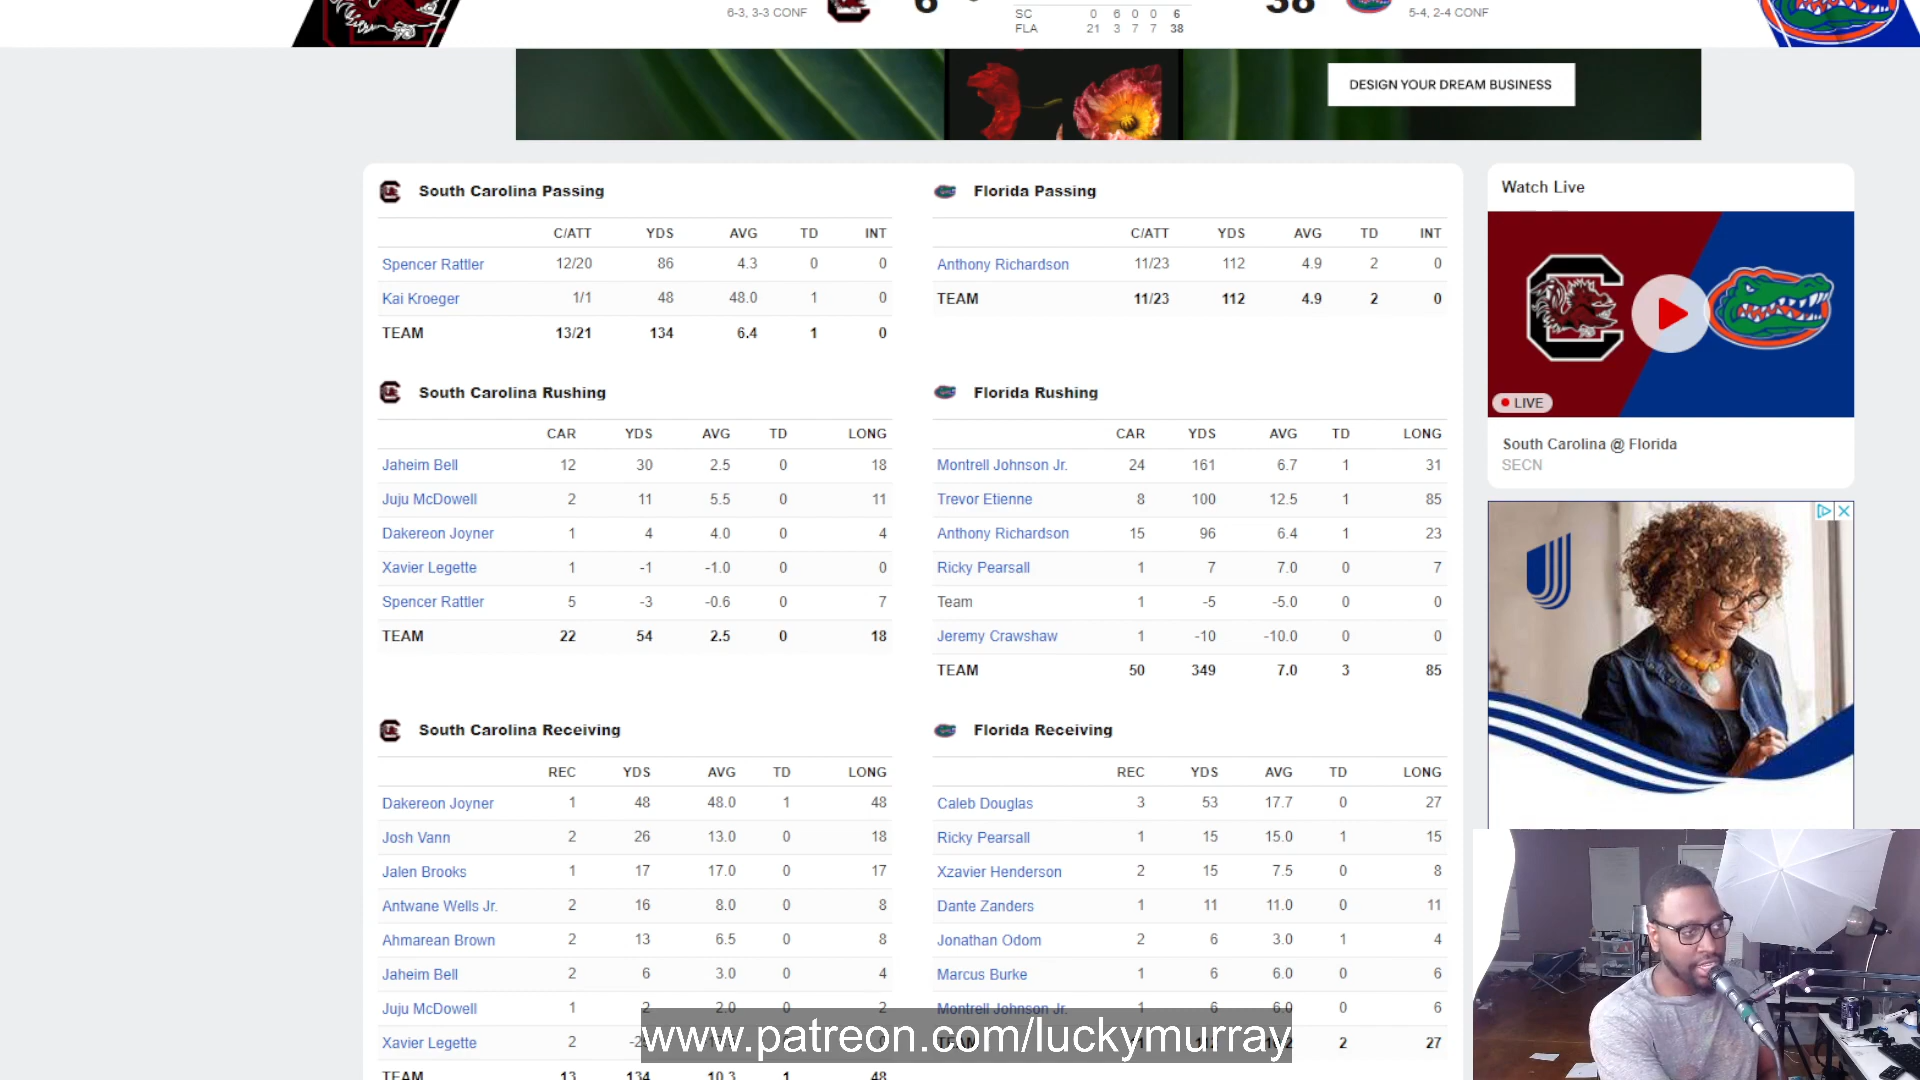 6-3, 3-3 CONF 6 38 5-4, 2-4 CONF
SC 0 6 0 0 6
FLA 21 3 7 7 38
DESIGN YOUR DREAM BUSINESS
South Carolina Passing
C/ATT YDS AVG TD INT
Spencer Rattler 12/20 86 4.3 0 0
Kai Kroeger 1/1 48 48.0 1 0
TEAM 13/21 134 6.4 1 0
Florida Passing
C/ATT YDS AVG TD INT
Anthony Richardson 11/23 112 4.9 2 0
TEAM 11/23 112 4.9 2 0
South Carolina Rushing
CAR YDS AVG TD LONG
Jaheim Bell 12 30 2.5 0 18
Juju McDowell 2 11 5.5 0 11
Dakereon Joyner 1 4 4.0 0 4
Xavier Legette 1 -1 -1.0 0 0
Spencer Rattler 5 -3 -0.6 0 7
TEAM 22 54 2.5 0 18
Florida Rushing
CAR YDS AVG TD LONG
Montrell Johnson Jr. 24 161 6.7 1 31
Trevor Etienne 8 100 12.5 1 85
Anthony Richardson 15 96 6.4 1 23
Ricky Pearsall 1 7 7.0 0 7
Team 1 -5 -5.0 0 0
Jeremy Crawshaw 1 -10 -10.0 0 0
TEAM 50 349 7.0 3 85
South Carolina Receiving
REC YDS AVG TD LONG
Dakereon Joyner 1 48 48.0 1 48
Josh Vann 2 26 13.0 0 18
Jalen Brooks 1 17 17.0 0 17
Antwane Wells Jr. 2 16 8.0 0 8
Ahmarean Brown 2 13 6.5 0 8
Jaheim Bell 2 6 3.0 0 4
Juju McDowell 1 2 2.0 0 2
Xavier Legette 2
TEAM 13 134 10.3 1 48
Florida Receiving
REC YDS AVG TD LONG
Caleb Douglas 3 53 17.7 0 27
Ricky Pearsall 1 15 15.0 1 15
Xzavier Henderson 2 15 7.5 0 8
Dante Zanders 1 11 11.0 0 11
Jonathan Odom 2 6 3.0 1 4
Marcus Burke 1 6 6.0 0 6
Montrell Johnson Jr. 1 6 6.0 0 6
TEAM 2 27
Watch Live
LIVE
South Carolina @ Florida
SECN
www.patreon.com/luckymurray